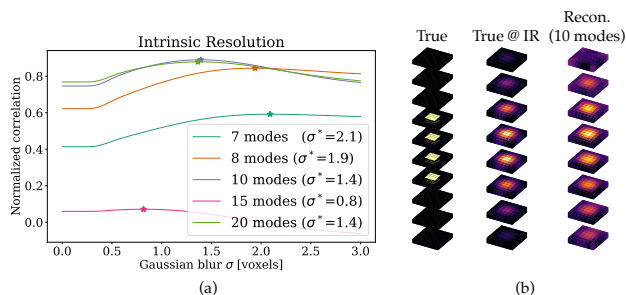 (a)
Intrinsic Resolution
Normalized correlation
0.8
0.6
0.4
0.2
0.0
7 modes (σ*=2.1)
8 modes (σ*=1.9)
10 modes (σ*=1.4)
15 modes (σ*=0.8)
20 modes (σ*=1.4)
0.0 0.5 1.0 1.5 2.0 2.5 3.0
Gaussian blur σ [voxels]
(a)
(b)
True
True @ IR
Recon.
(10 modes)
(b)